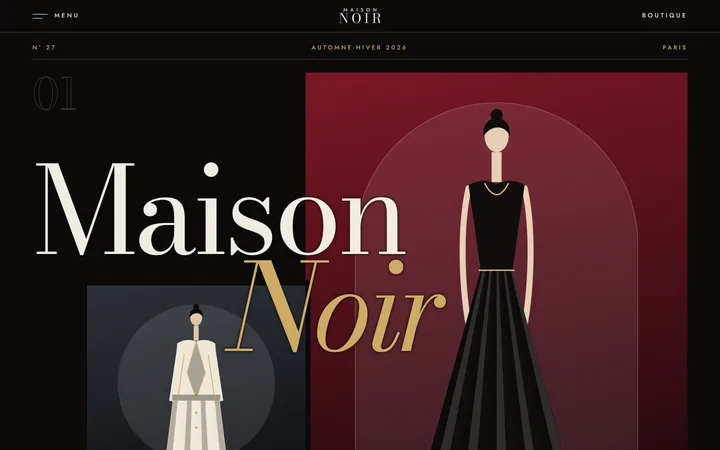 MENU
MAISON
NOIR
BOUTIQUE
N° 27
AUTOMNE-HIVER 2026
PARIS
01
Maison
Noir